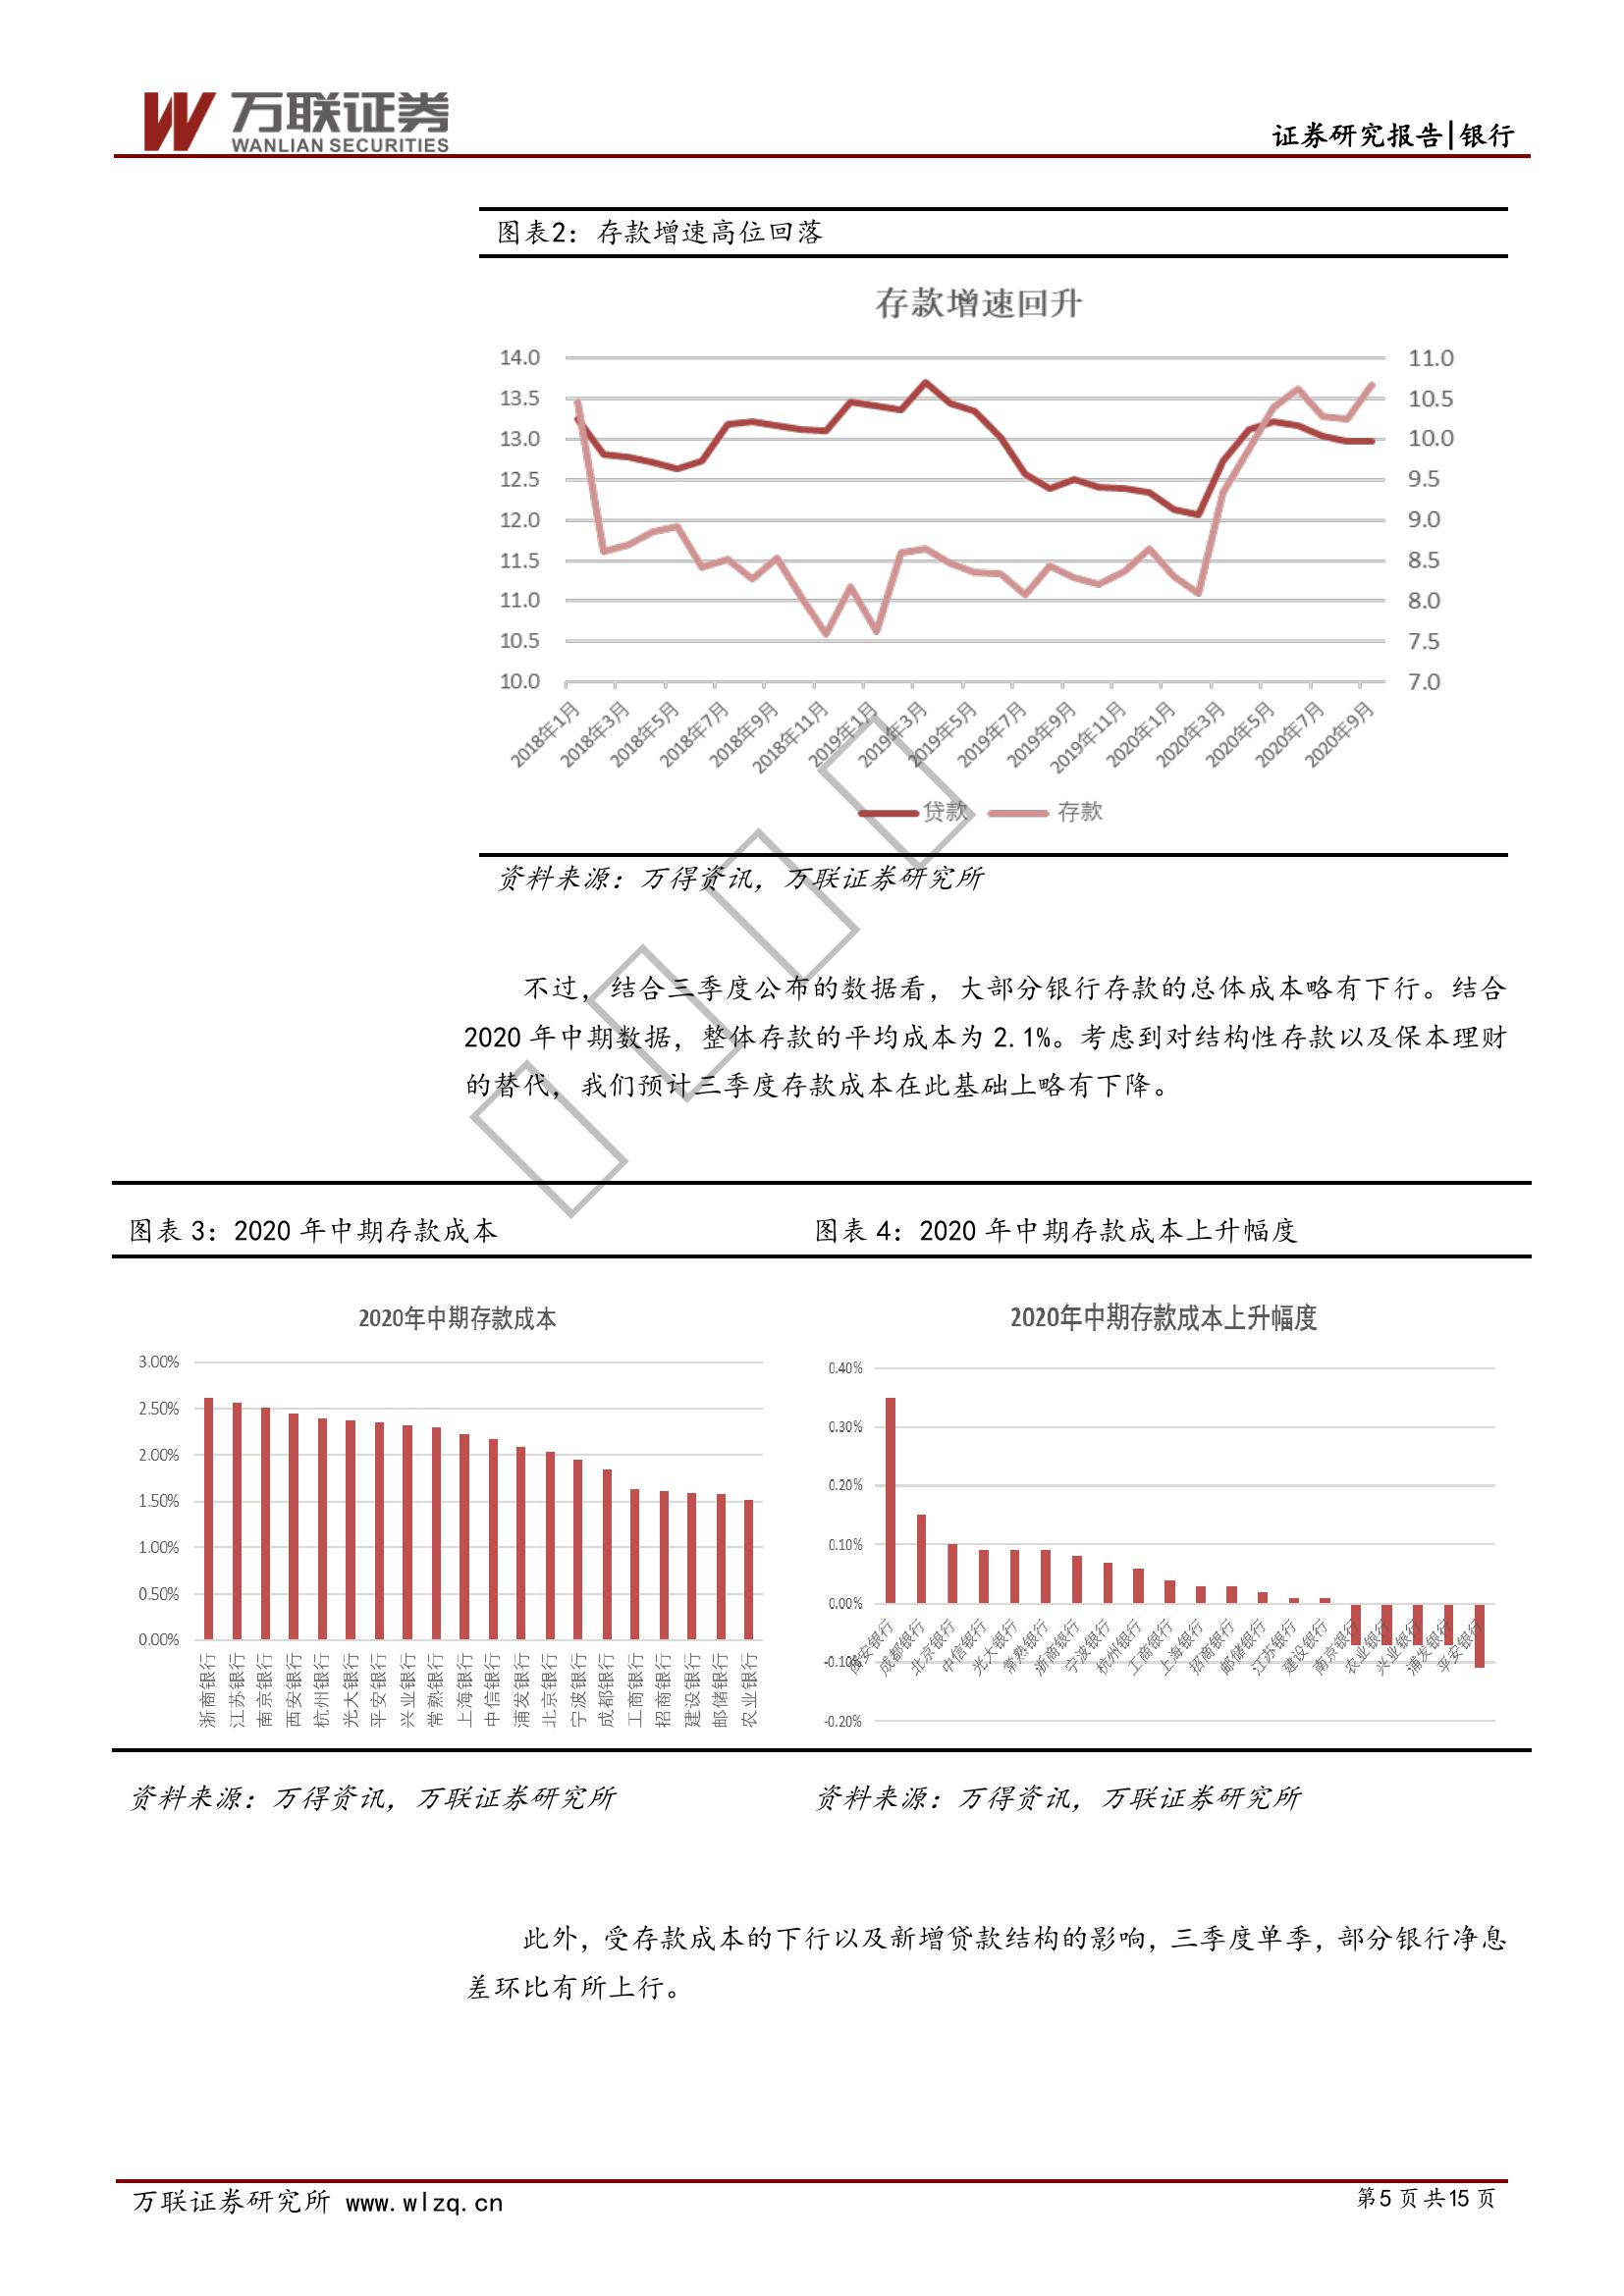 万联证券
WANLIAN SECURITIES
证券研究报告|银行
图表2：存款增速高位回落
存款增速回升
14.0
13.5
13.0
12.5
12.0
11.5
11.0
10.5
10.0
11.0
10.5
10.0
9.5
9.0
8.5
8.0
7.5
7.0
2018年1月
2018年3月
2018年5月
2018年7月
2018年9月
2018年11月
2019年1月
2019年3月
2019年5月
2019年7月
2019年9月
2019年11月
2020年1月
2020年3月
2020年5月
2020年7月
2020年9月
贷款 存款
资料来源：万得资讯，万联证券研究所
不过，结合三季度公布的数据看，大部分银行存款的总体成本略有下行。结合
2020 年中期数据，整体存款的平均成本为 2.1%。考虑到对结构性存款以及保本理财
的替代，我们预计三季度存款成本在此基础上略有下降。
图表 3：2020 年中期存款成本
2020年中期存款成本
3.00%
2.50%
2.00%
1.50%
1.00%
0.50%
0.00%
浙商银行
江苏银行
南京银行
西安银行
杭州银行
光大银行
平安银行
兴业银行
常熟银行
上海银行
中信银行
浦发银行
北京银行
宁波银行
成都银行
工商银行
招商银行
建设银行
邮储银行
农业银行
资料来源：万得资讯，万联证券研究所
图表 4：2020 年中期存款成本上升幅度
2020年中期存款成本上升幅度
0.40%
0.30%
0.20%
0.10%
0.00%
-0.10%
-0.20%
西安银行
成都银行
北京银行
中信银行
光大银行
常熟银行
浙商银行
宁波银行
杭州银行
工商银行
上海银行
招商银行
邮储银行
江苏银行
建设银行
南京银行
农业银行
兴业银行
浦发银行
平安银行
资料来源：万得资讯，万联证券研究所
此外，受存款成本的下行以及新增贷款结构的影响，三季度单季，部分银行净息
差环比有所上行。
万联证券研究所 www.wlzq.cn
第5 页 共15 页